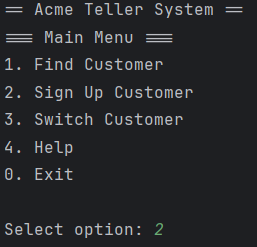 == Acme Teller System ==
=== Main Menu ===
1. Find Customer
2. Sign Up Customer
3. Switch Customer
4. Help
0. Exit
Select option: 2